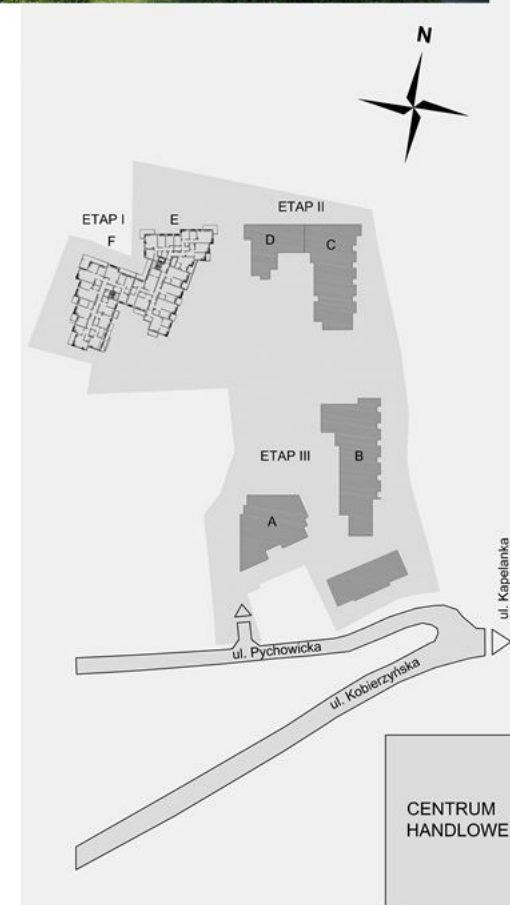 N
ETAP II
ETAP I
E
F
D
C
ETAP III
B
A
ul. Kapelanka
ul. Pychowicka
ul. Kobierzyńska
CENTRUM
HANDLOWE